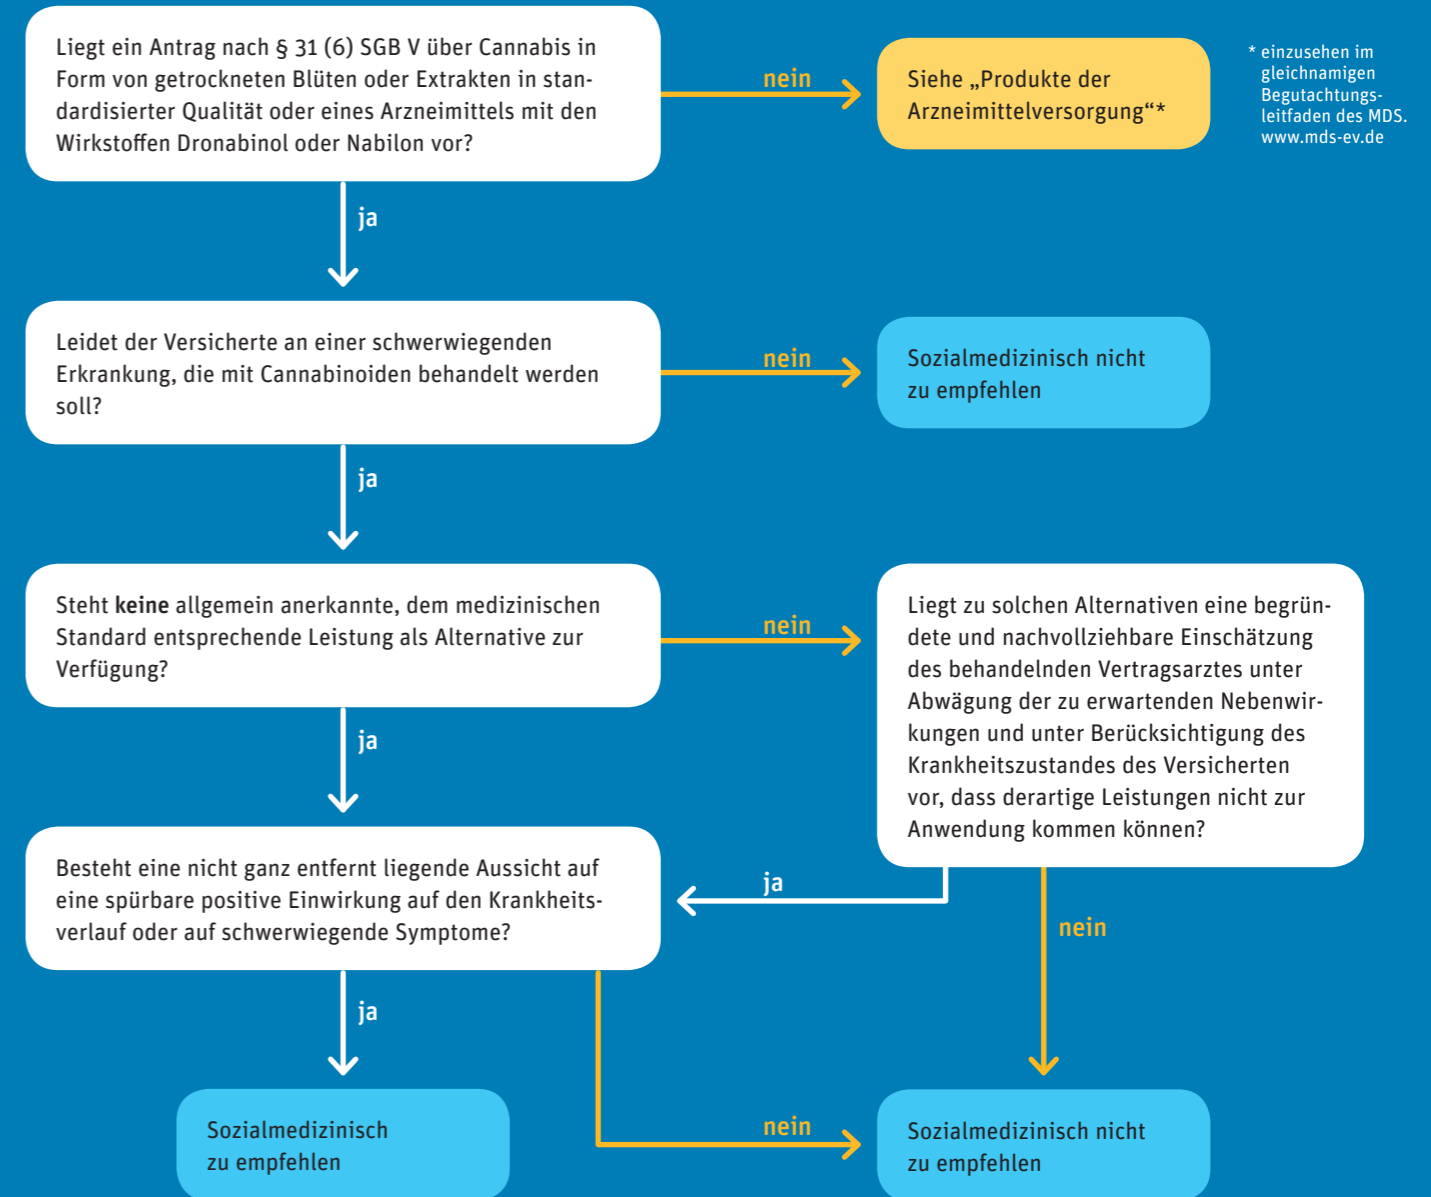 Liegt ein Antrag nach § 31 (6) SGB V über Cannabis in
Form von getrockneten Blüten oder Extrakten in stan-
dardisierter Qualität oder eines Arzneimittels mit den
Wirkstoffen Dronabinol oder Nabilon vor?
nein
Siehe „Produkte der
Arzneimittelversorgung“*
* einzusehen im
gleichnamigen
Begutachtungs-
leitfaden des MDS.
www.mds-ev.de
ja
Leidet der Versicherte an einer schwerwiegenden
Erkrankung, die mit Cannabinoiden behandelt werden
soll?
nein
Sozialmedizinisch nicht
zu empfehlen
ja
Steht keine allgemein anerkannte, dem medizinischen
Standard entsprechende Leistung als Alternative zur
Verfügung?
nein
Liegt zu solchen Alternativen eine begrün-
dete und nachvollziehbare Einschätzung
des behandelnden Vertragsarztes unter
Abwägung der zu erwartenden Nebenwir-
kungen und unter Berücksichtigung des
Krankheitszustandes des Versicherten
vor, dass derartige Leistungen nicht zur
Anwendung kommen können?
ja
Besteht eine nicht ganz entfernt liegende Aussicht auf
eine spürbare positive Einwirkung auf den Krankheits-
verlauf oder auf schwerwiegende Symptome?
ja
nein
ja
Sozialmedizinisch
zu empfehlen
nein
Sozialmedizinisch nicht
zu empfehlen